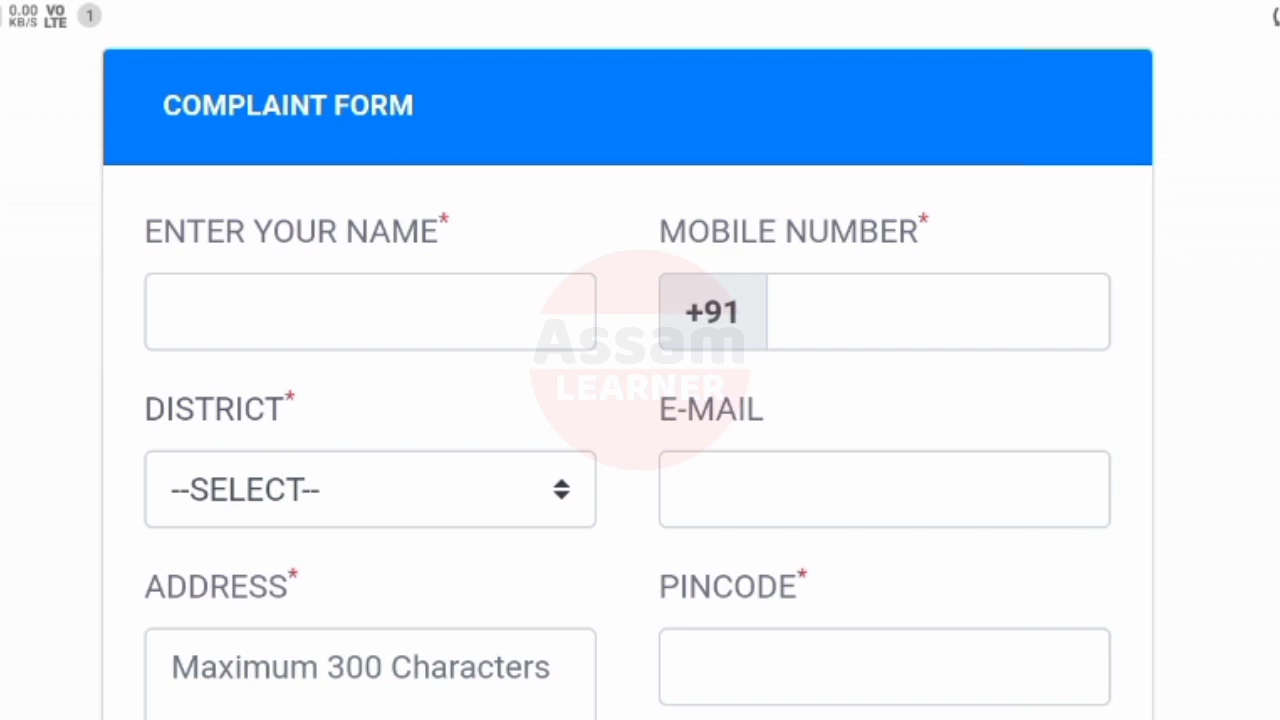 0.00 VO 1
KB/S LTE
COMPLAINT FORM
ENTER YOUR NAME* MOBILE NUMBER*
+91
Assam
LEARNER
DISTRICT* E-MAIL
--SELECT--
ADDRESS* PINCODE*
Maximum 300 Characters